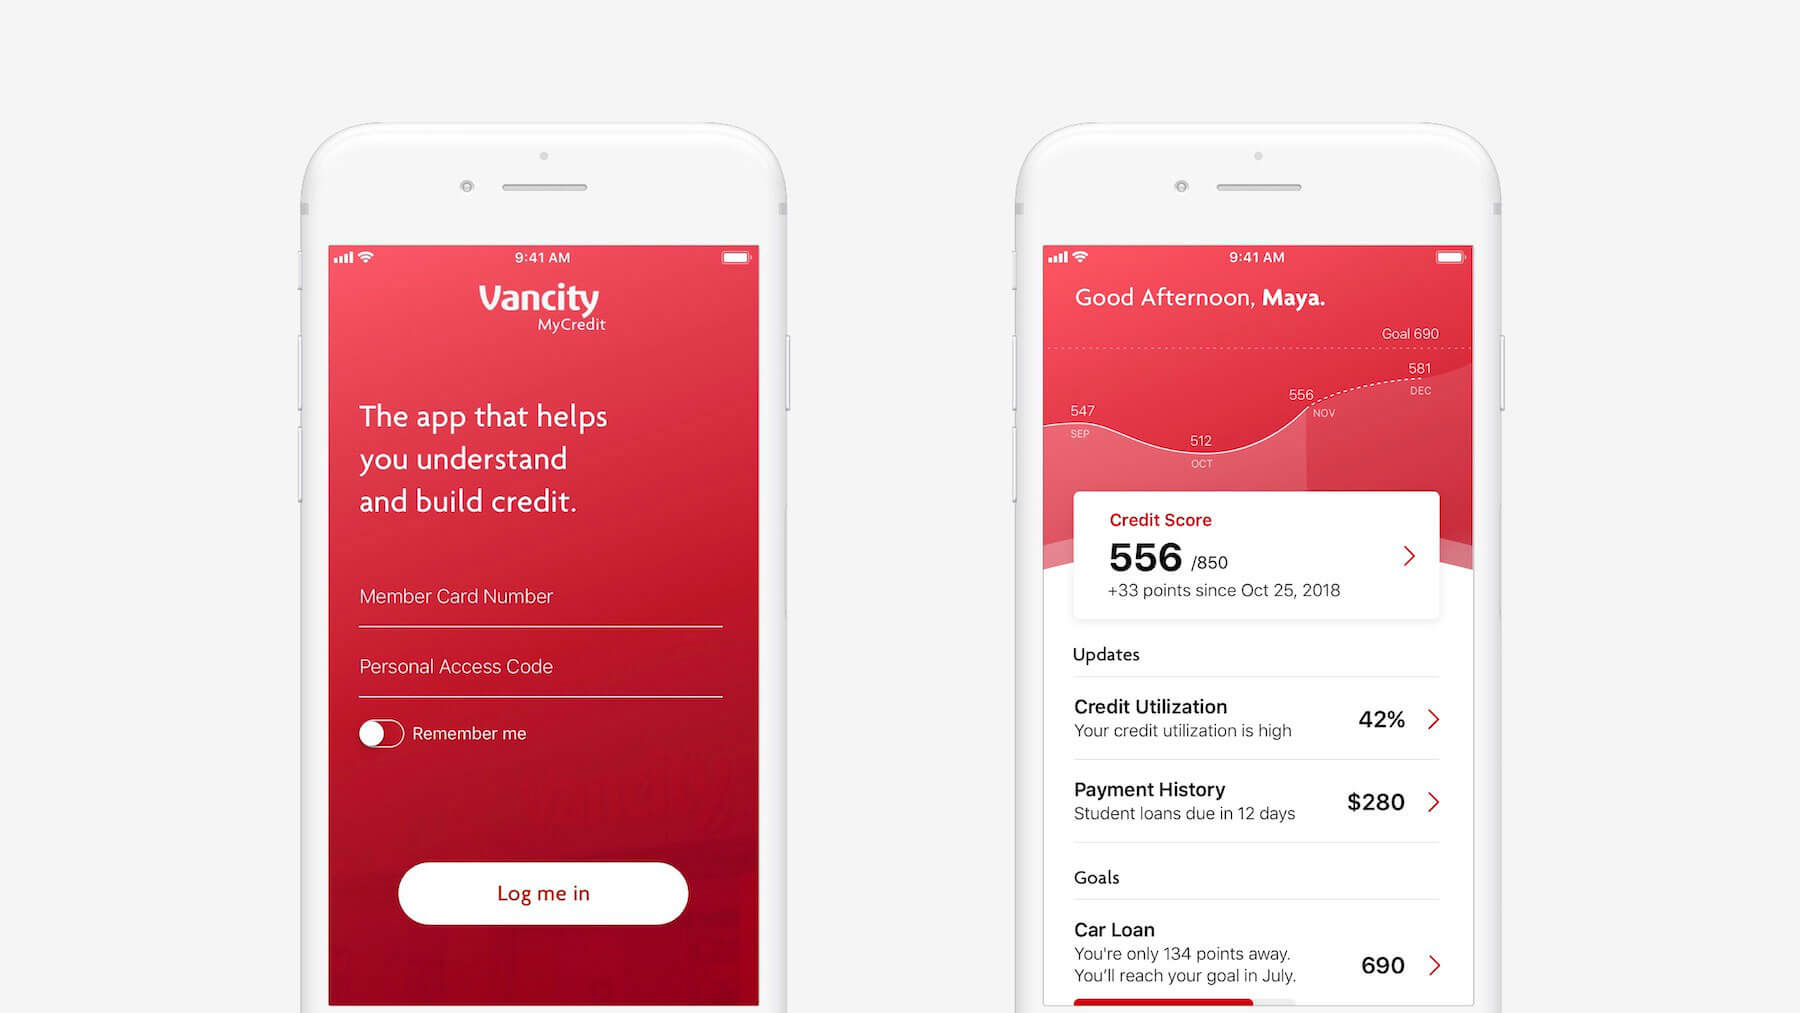 9:41 AM
Vancity
MyCredit
The app that helps
you understand
and build credit.
Member Card Number
Personal Access Code
Remember me
Log me in
9:41 AM
Good Afternoon, Maya.
Goal 690
581
DEC
556
NOV
547
SEP
512
OCT
Credit Score
556 /850
+33 points since Oct 25, 2018
Updates
Credit Utilization
Your credit utilization is high
42%
Payment History
Student loans due in 12 days
$280
Goals
Car Loan
You're only 134 points away.
You'll reach your goal in July.
690